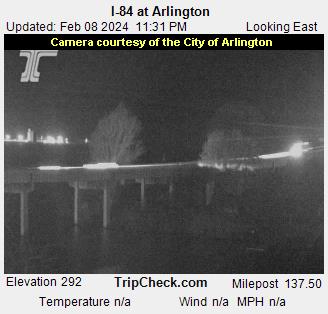 I-84 at Arlington
Updated: Feb 08 2024 11:31 PM Looking East
Camera courtesy of the City of Arlington
Elevation 292 TripCheck.com Milepost 137.50
Temperature n/a Wind n/a MPH n/a